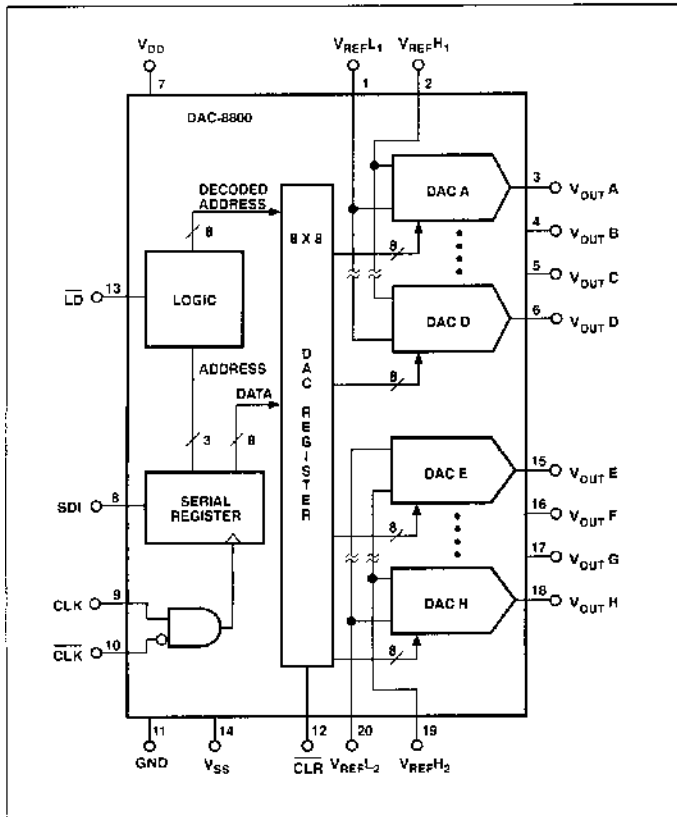 VDD
VREFL1
VREFH1
7
1
2
DAC-8800
DECODED
ADDRESS
8
8 X 8
DAC A
3
VOUT A
4
VOUT B
8
5
VOUT C
LD
13
LOGIC
DAC D
6
VOUT D
ADDRESS
DATA
8
DAC REGISTER
3
8
DAC E
15
VOUT E
SDI
8
SERIAL
REGISTER
16
VOUT F
8
17
VOUT G
CLK
9
DAC H
18
VOUT H
CLK
10
8
11
14
12
20
19
GND
VSS
CLR
VREFL2
VREFH2